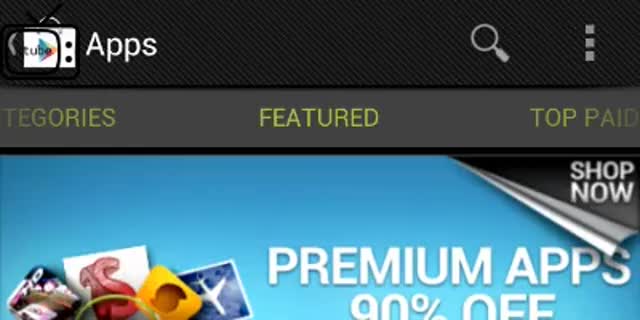 tube
Apps
TEGORIES
FEATURED
TOP PAID
SHOP
NOW
PREMIUM APPS
90% OFF